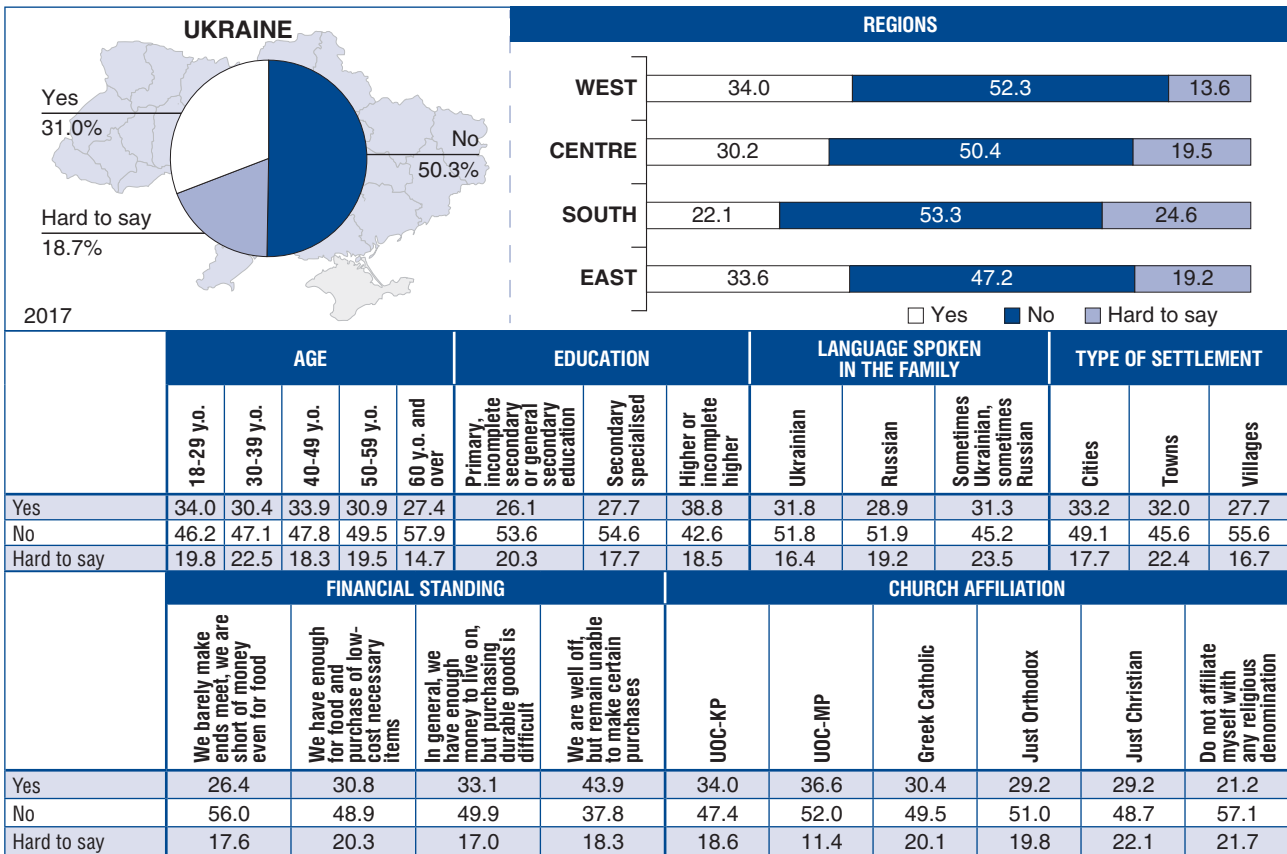 UKRAINE
Yes
31.0%
No
50.3%
Hard to say
18.7%
2017
REGIONS
WEST 34.0 52.3 13.6
CENTRE 30.2 50.4 19.5
SOUTH 22.1 53.3 24.6
EAST 33.6 47.2 19.2
Yes No Hard to say
AGE EDUCATION LANGUAGE SPOKEN IN THE FAMILY TYPE OF SETTLEMENT
18-29 y.o.
30-39 y.o.
40-49 y.o.
50-59 y.o.
60 y.o. and
over
Primary,
incomplete
secondary
or general
secondary
education
Secondary
specialised
Higher or
incomplete
higher
Ukrainian
Russian
Sometimes
Ukrainian,
sometimes
Russian
Cities
Towns
Villages
Yes 34.0 30.4 33.9 30.9 27.4 26.1 27.7 38.8 31.8 28.9 31.3 33.2 32.0 27.7
No 46.2 47.1 47.8 49.5 57.9 53.6 54.6 42.6 51.8 51.9 45.2 49.1 45.6 55.6
Hard to say 19.8 22.5 18.3 19.5 14.7 20.3 17.7 18.5 16.4 19.2 23.5 17.7 22.4 16.7
FINANCIAL STANDING CHURCH AFFILIATION
We barely make
ends meet, we are
short of money
even for food
We have enough
for food and
purchase of low-
cost necessary
items
In general, we
have enough
money to live on,
but purchasing
durable goods is
difficult
We are well off,
but remain unable
to make certain
purchases
UOC-KP
UOC-MP
Greek Catholic
Just Orthodox
Just Christian
Do not affiliate
myself with
any religious
denomination
Yes 26.4 30.8 33.1 43.9 34.0 36.6 30.4 29.2 29.2 21.2
No 56.0 48.9 49.9 37.8 47.4 52.0 49.5 51.0 48.7 57.1
Hard to say 17.6 20.3 17.0 18.3 18.6 11.4 20.1 19.8 22.1 21.7